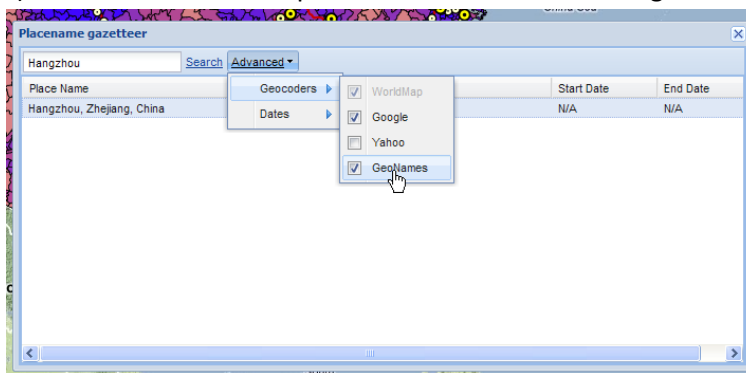 Placename gazetteer
Hangzhou Search Advanced
Place Name Start Date End Date
Hangzhou, Zhejiang, China N/A N/A
Geocoders
Dates
WorldMap
Google
Yahoo
GeoNames